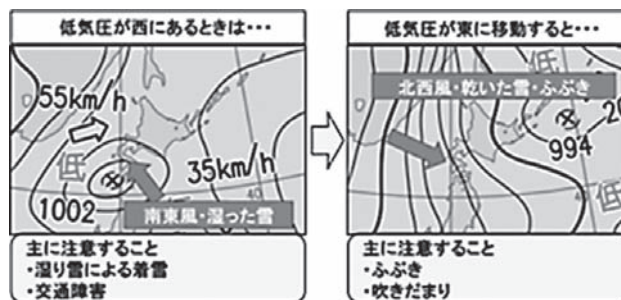 低気圧が西にあるときは・・・
55km/h
低
35km/h
1002
40
南東風・湿った雪
主に注意すること
・湿り雪による着雪
・交通障害
低気圧が東に移動すると・・・
低
北西風・乾いた雪・ふぶき
994
20
40
低
主に注意すること
・ふぶき
・吹きだまり